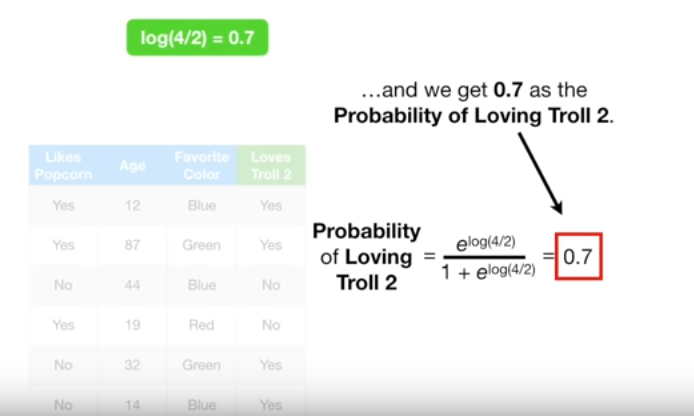 log(4/2) = 0.7
…and we get 0.7 as the
Probability of Loving Troll 2.
Likes Popcorn Age Favorite Color Loves Troll 2
Yes 12 Blue Yes
Yes 87 Green Yes
No 44 Blue No
Yes 19 Red No
No 32 Green Yes
No 14 Blue Yes
Probability
of Loving
Troll 2
= e^log(4/2) / 1 + e^log(4/2) = 0.7